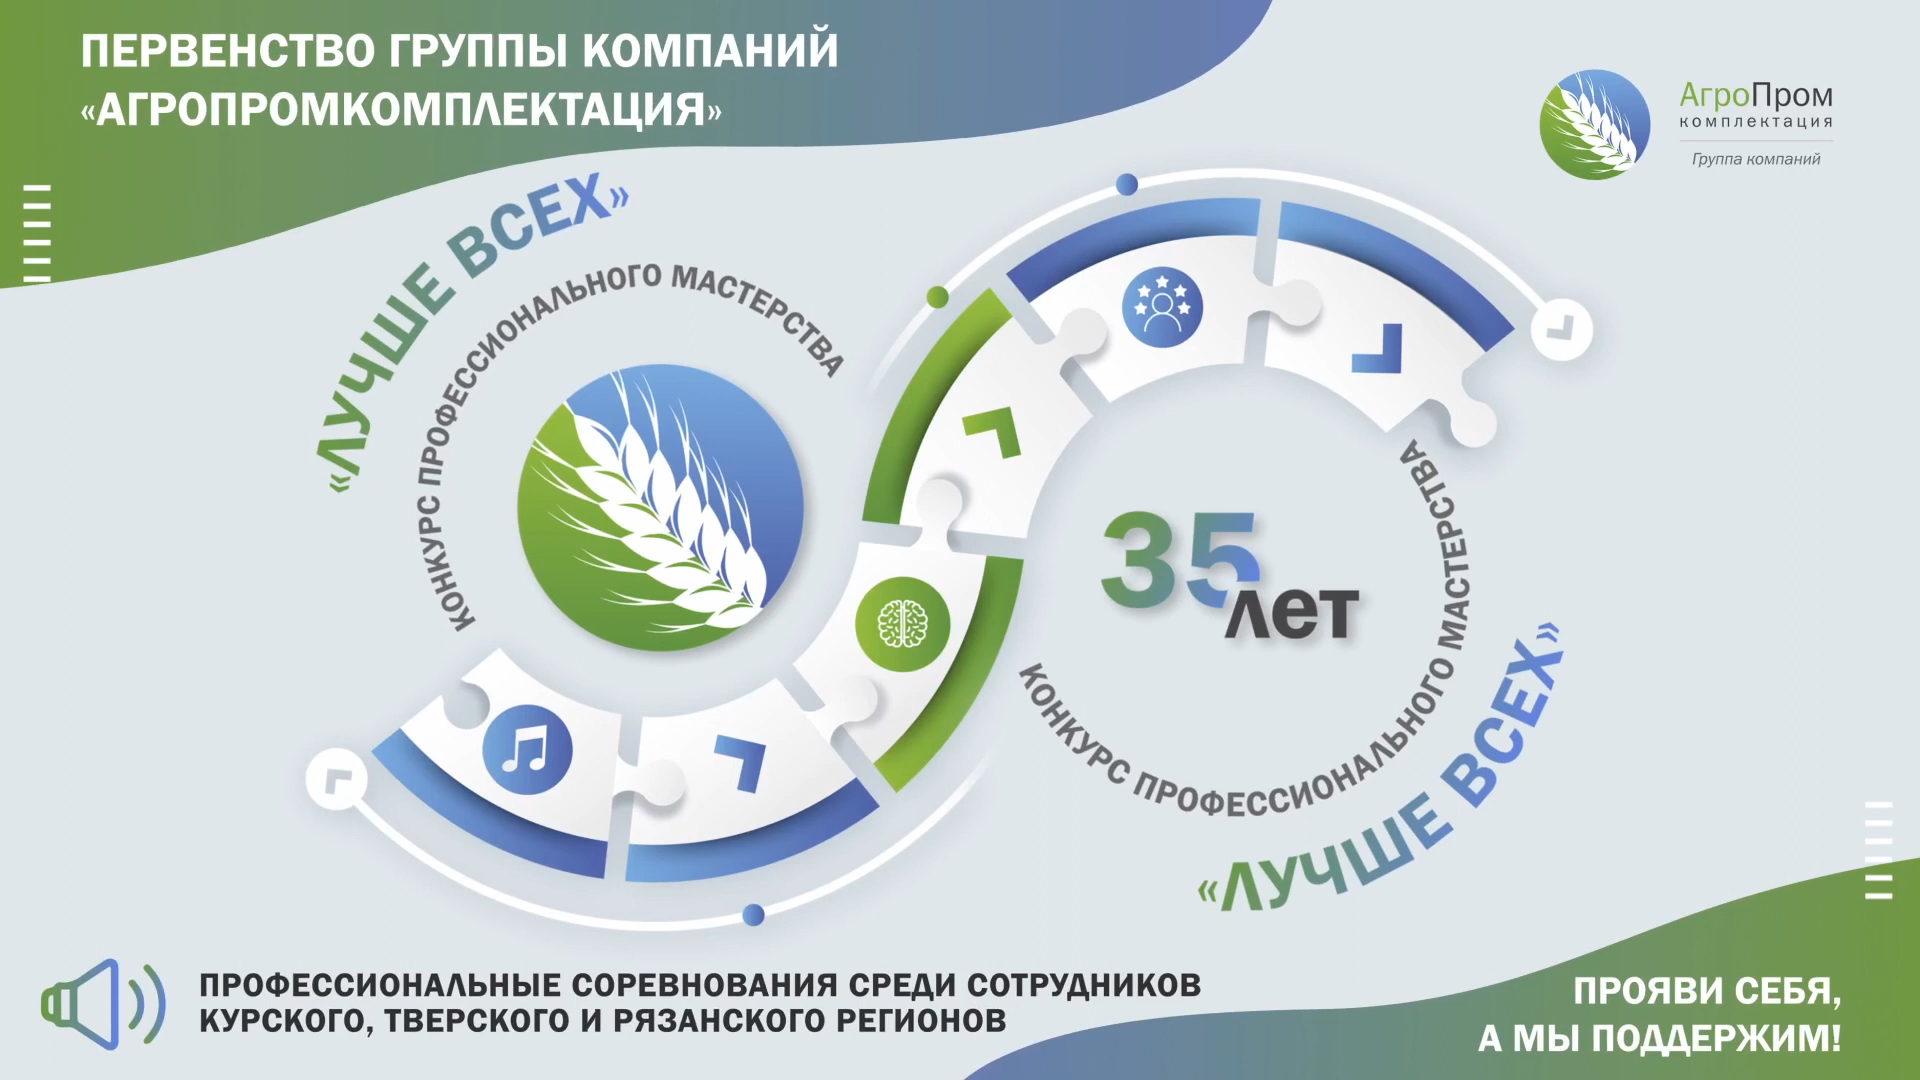 ПЕРВЕНСТВО ГРУППЫ КОМПАНИЙ
«АГРОПРОМКОМПЛЕКТАЦИЯ»
АгроПром
комплектация
Группа компаний
«ЛУЧШЕ ВСЕХ»
КОНКУРС ПРОФЕССИОНАЛЬНОГО МАСТЕРСТВА
35 лет
КОНКУРС ПРОФЕССИОНАЛЬНОГО МАСТЕРСТВА
«ЛУЧШЕ ВСЕХ»
ПРОФЕССИОНАЛЬНЫЕ СОРЕВНОВАНИЯ СРЕДИ СОТРУДНИКОВ
КУРСКОГО, ТВЕРСКОГО И РЯЗАНСКОГО РЕГИОНОВ
ПРОЯВИ СЕБЯ,
А МЫ ПОДДЕРЖИМ!